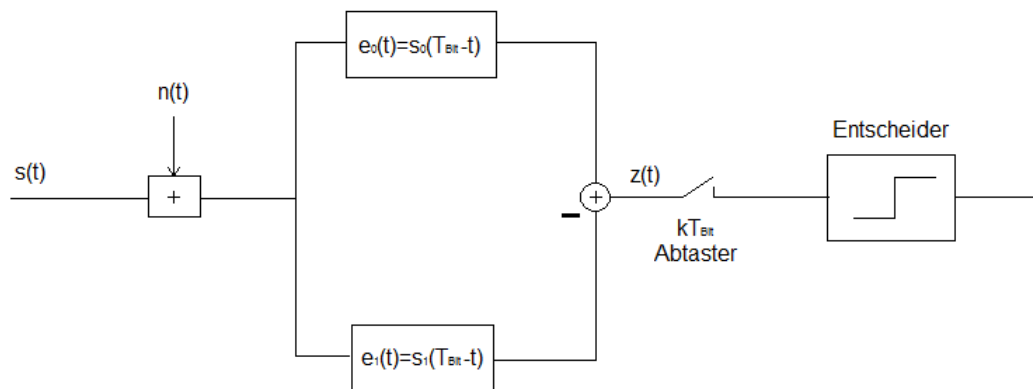 e₀(t)=s₀(T_Bit-t)
n(t)
s(t)
+
+
z(t)
-
kT_Bit
Abtaster
Entscheider
e₁(t)=s₁(T_Bit-t)